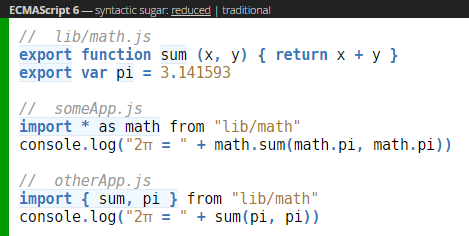 ECMAScript 6 — syntactic sugar: reduced | traditional
//  lib/math.js
export function sum (x, y) { return x + y }
export var pi = 3.141593
//  someApp.js
import * as math from "lib/math"
console.log("2π = " + math.sum(math.pi, math.pi))
//  otherApp.js
import { sum, pi } from "lib/math"
console.log("2π = " + sum(pi, pi))